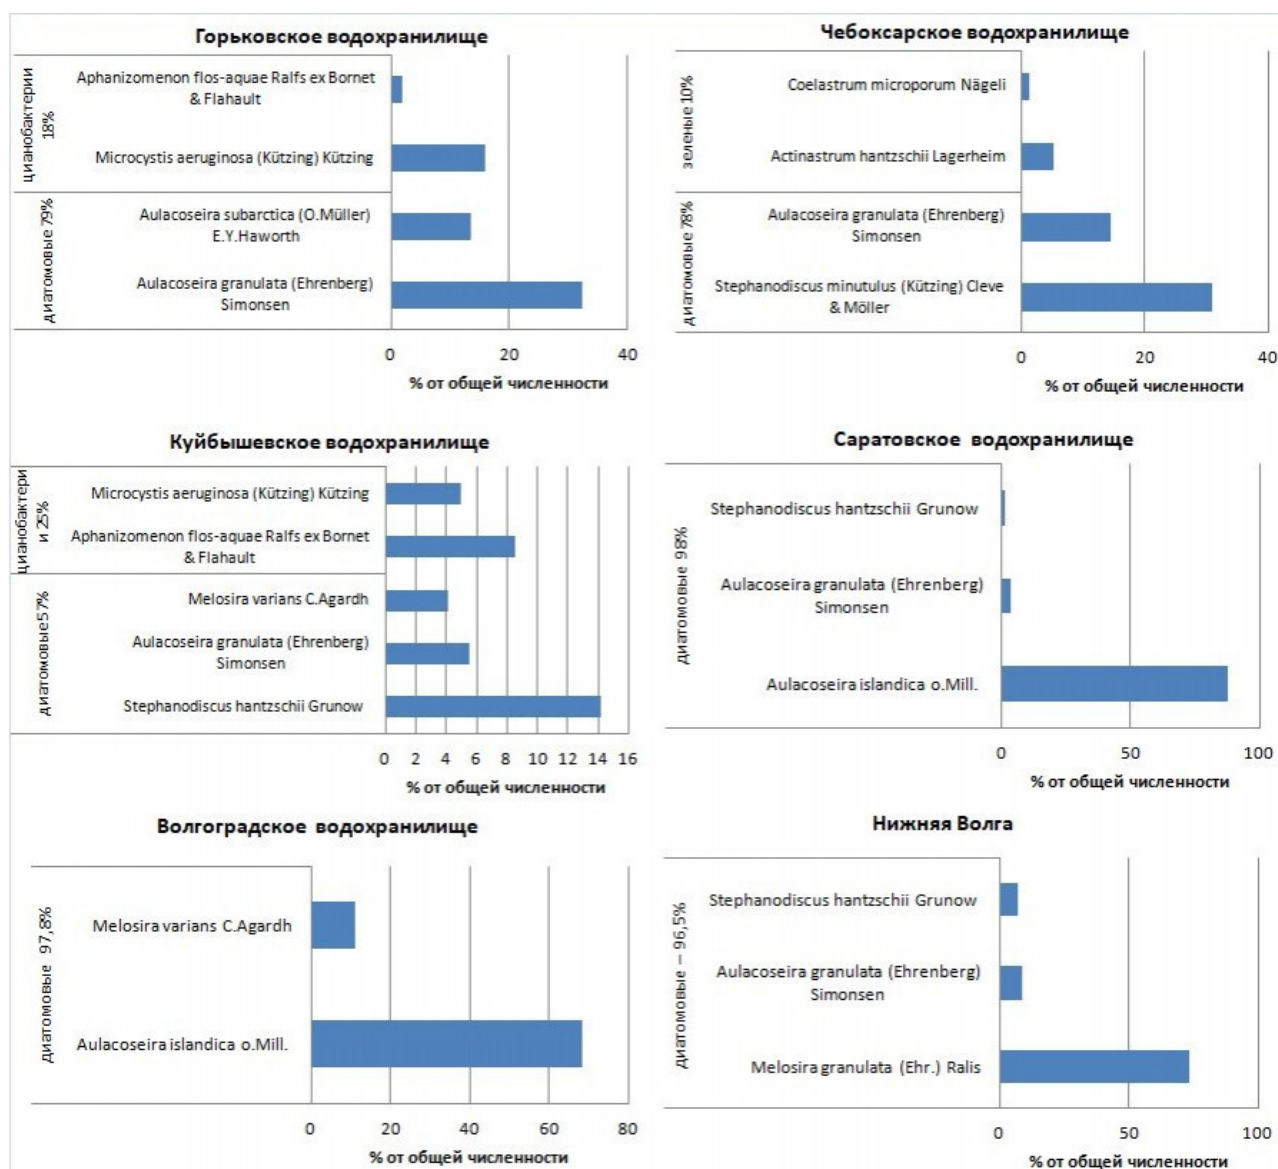 Горьковское водохранилище
цианобактерии
18%
Aphanizomenon flos-aquae Ralfs ex Bornet
& Flahault
Microcystis aeruginosa (Kützing) Kützing
диатомовые 79%
Aulacoseira subarctica (O.Müller)
E.Y.Haworth
Aulacoseira granulata (Ehrenberg)
Simonsen
0 20 40
% от общей численности
Чебоксарское водохранилище
зеленые 10%
Coelastrum microporum Nägeli
Actinastrum hantzschii Lagerheim
диатомовые 78%
Aulacoseira granulata (Ehrenberg)
Simonsen
Stephanodiscus minutulus (Kützing) Cleve
& Möller
0 20 40
% от общей численности
Куйбышевское водохранилище
цианобактери
и 25%
Microcystis aeruginosa (Kützing) Kützing
Aphanizomenon flos-aquae Ralfs ex Bornet
& Flahault
диатомовые57%
Melosira varians C.Agardh
Aulacoseira granulata (Ehrenberg)
Simonsen
Stephanodiscus hantzschii Grunow
0 2 4 6 8 10 12 14 16
% от общей численности
Саратовское водохранилище
диатомовые 98%
Stephanodiscus hantzschii Grunow
Aulacoseira granulata (Ehrenberg)
Simonsen
Aulacoseira islandica o.Mill.
0 50 100
% от общей численности
Волгоградское водохранилище
диатомовые 97,8%
Melosira varians C.Agardh
Aulacoseira islandica o.Mill.
0 20 40 60 80
% от общей численности
Нижняя Волга
диатомовые – 96,5%
Stephanodiscus hantzschii Grunow
Aulacoseira granulata (Ehrenberg)
Simonsen
Melosira granulata (Ehr.) Ralis
0 50 100
% от общей численности